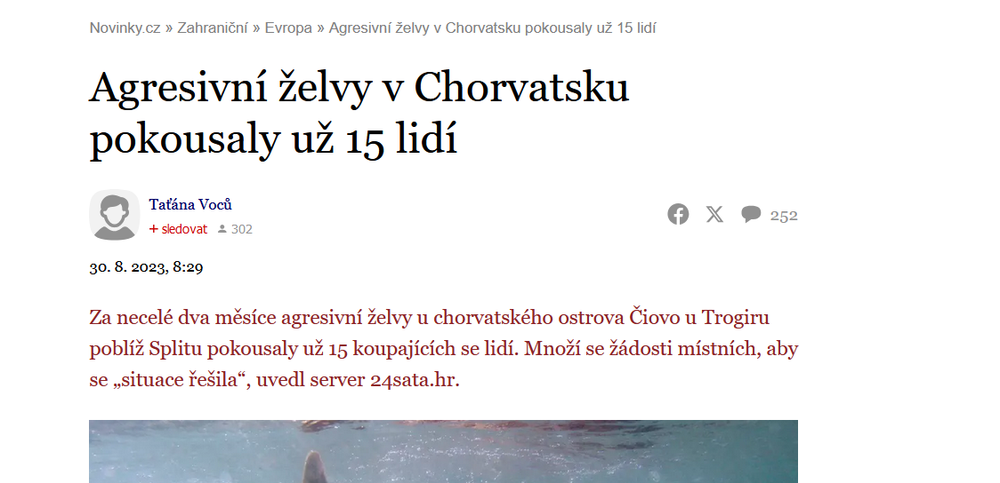 Novinky.cz » Zahraniční » Evropa » Agresivní želvy v Chorvatsku pokousaly už 15 lidí
Agresivní želvy v Chorvatsku
pokousaly už 15 lidí
Taťána Voců
+ sledovat 302
252
30. 8. 2023, 8:29
Za necelé dva měsíce agresivní želvy u chorvatského ostrova Čiovo u Trogiru
poblíž Splitu pokousaly už 15 koupajících se lidí. Množí se žádosti místních, aby
se „situace řešila“, uvedl server 24sata.hr.